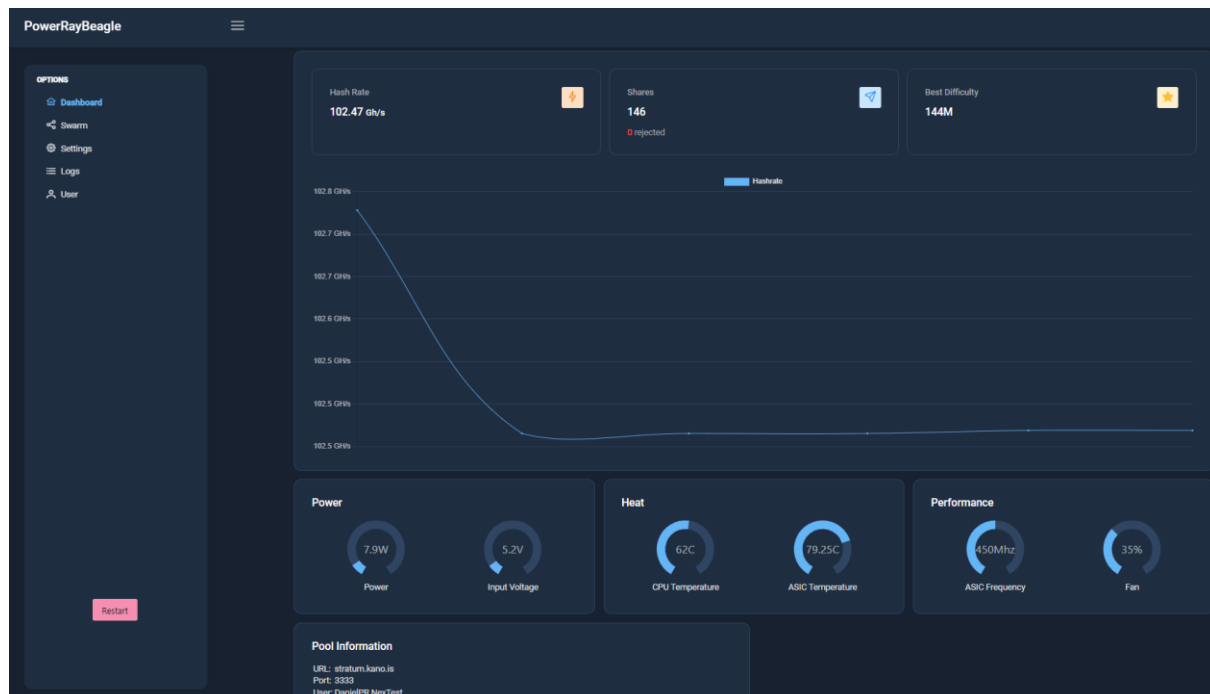 PowerRayBeagle
OPTIONS
Dashboard
Swarm
Settings
Logs
User
Restart
Hash Rate
102.47 Gh/s
Shares
146
0 rejected
Best Difficulty
144M
Hashrate
102.8 GH/s
102.7 GH/s
102.7 GH/s
102.6 GH/s
102.5 GH/s
102.5 GH/s
102.5 GH/s
Power
7.9W
Power
5.2V
Input Voltage
Heat
62C
CPU Temperature
79.25C
ASIC Temperature
Performance
450Mhz
ASIC Frequency
35%
Fan
Pool Information
URL: stratum.kano.is
Port: 3333
User: DanielPR.NexTest